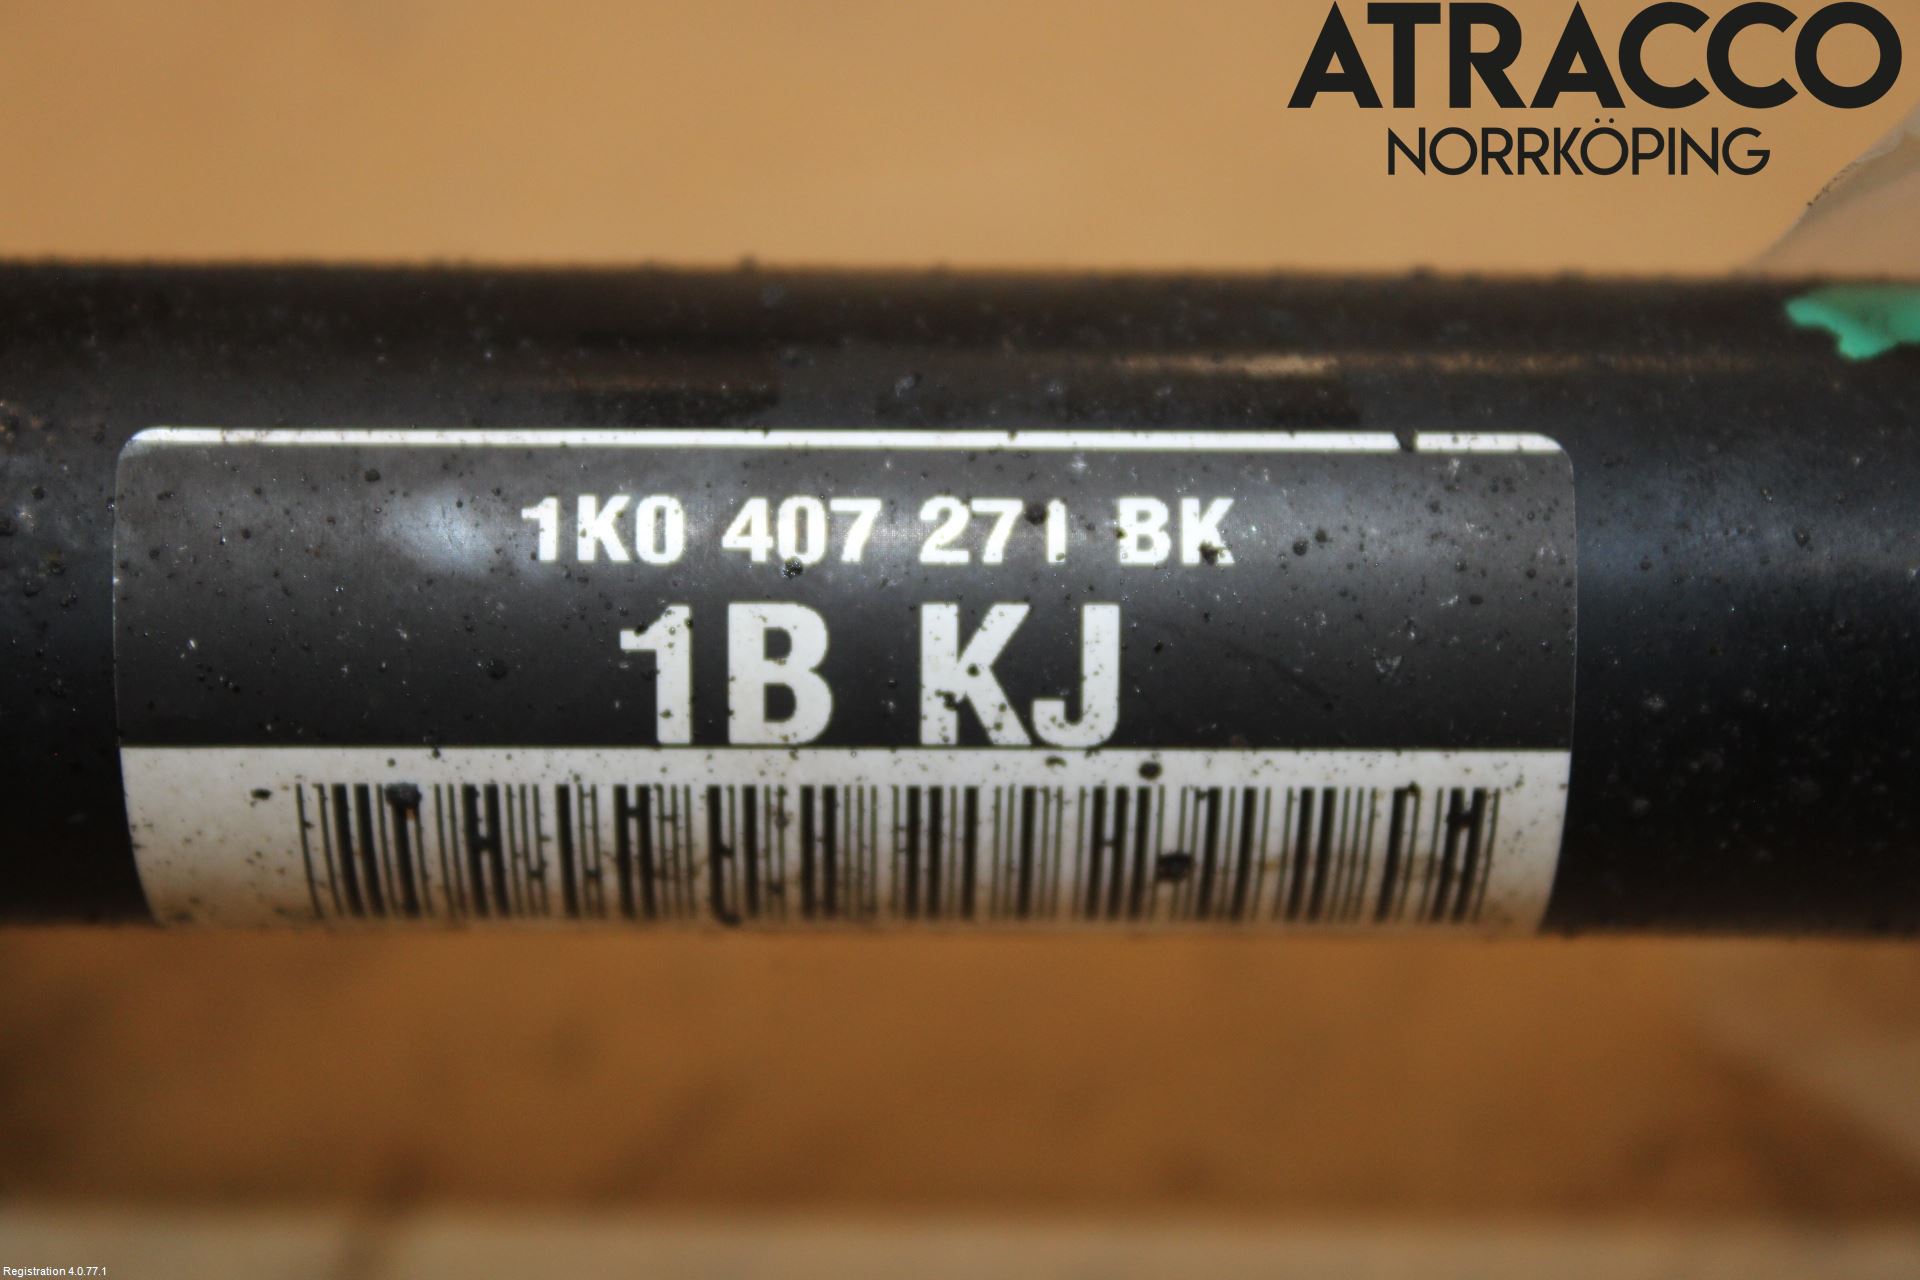 ATRACCO
NORRKÖPING
1K0 407 271 BK
1B KJ
Registration 4.0.77.1